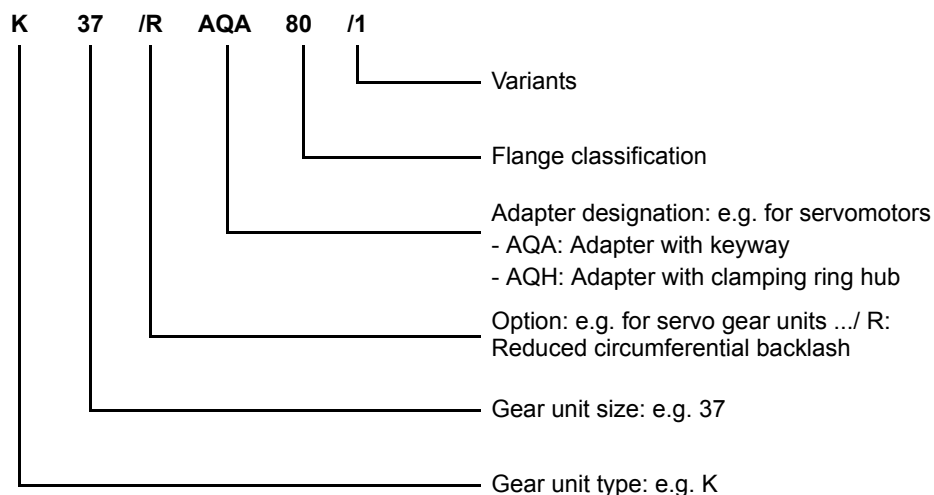 K 37 /R AQA 80 /1
Variants
Flange classification
Adapter designation: e.g. for servomotors
- AQA: Adapter with keyway
- AQH: Adapter with clamping ring hub
Option: e.g. for servo gear units .../ R:
Reduced circumferential backlash
Gear unit size: e.g. 37
Gear unit type: e.g. K